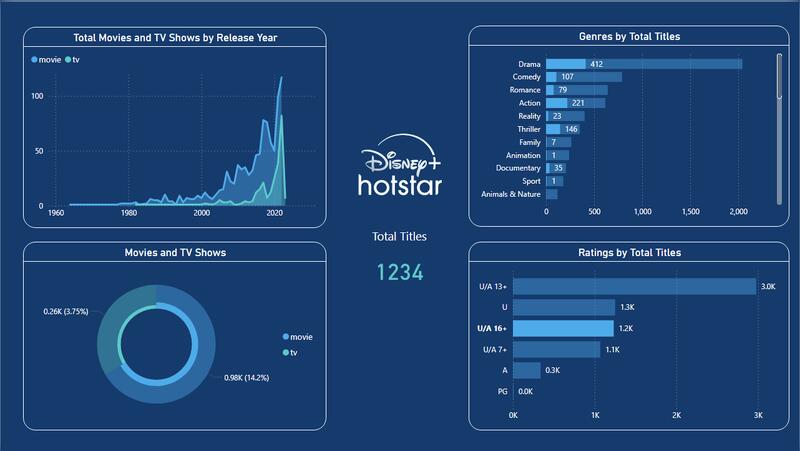 Total Movies and TV Shows by Release Year
movie tv
100
50
0
1960 1980 2000 2020
Disney+
hotstar
Total Titles
1234
Genres by Total Titles
Drama 412
Comedy 107
Romance 79
Action 221
Reality 23
Thriller 146
Family 7
Animation 1
Documentary 35
Sport 1
Animals & Nature
0 500 1,000 1,500 2,000
Movies and TV Shows
0.26K (3.75%)
movie
tv
0.98K (14.2%)
Ratings by Total Titles
U/A 13+ 3.0K
U 1.3K
U/A 16+ 1.2K
U/A 7+ 1.1K
A 0.3K
PG 0.0K
0K 1K 2K 3K